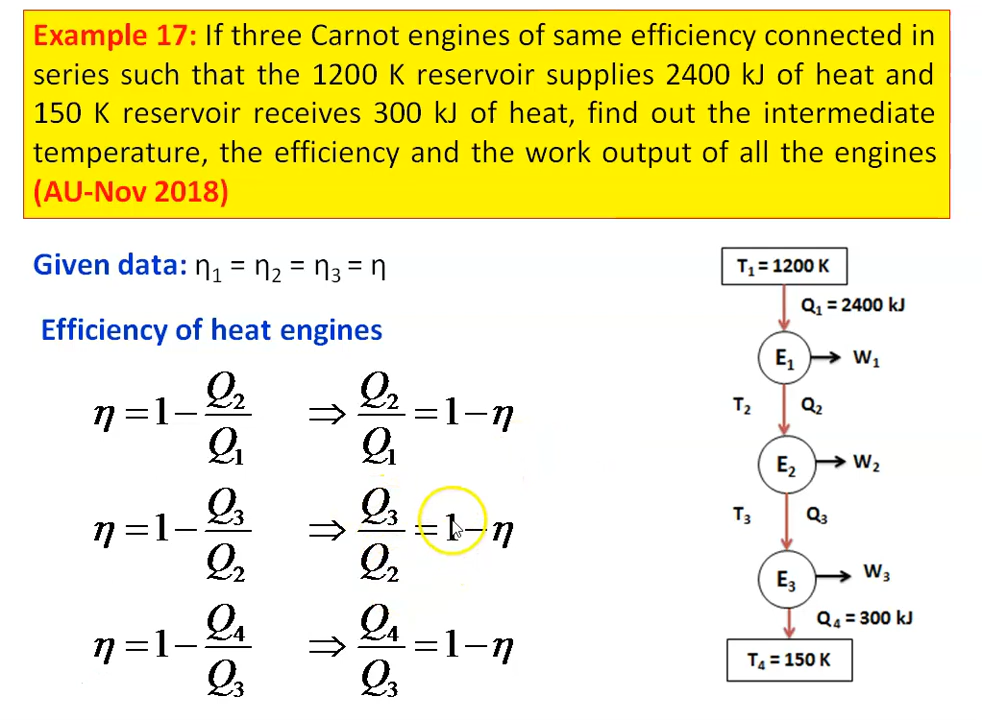 Example 17: If three Carnot engines of same efficiency connected in
series such that the 1200 K reservoir supplies 2400 kJ of heat and
150 K reservoir receives 300 kJ of heat, find out the intermediate
temperature, the efficiency and the work output of all the engines
(AU-Nov 2018)
Given data: η₁ = η₂ = η₃ = η
Efficiency of heat engines
η = 1 − Q₂/Q₁ ⇒ Q₂/Q₁ = 1 − η
η = 1 − Q₃/Q₂ ⇒ Q₃/Q₂ = 1 − η
η = 1 − Q₄/Q₃ ⇒ Q₄/Q₃ = 1 − η
T₁ = 1200 K
Q₁ = 2400 kJ
E₁ W₁
T₂ Q₂
E₂ W₂
T₃ Q₃
E₃ W₃
Q₄ = 300 kJ
T₄ = 150 K